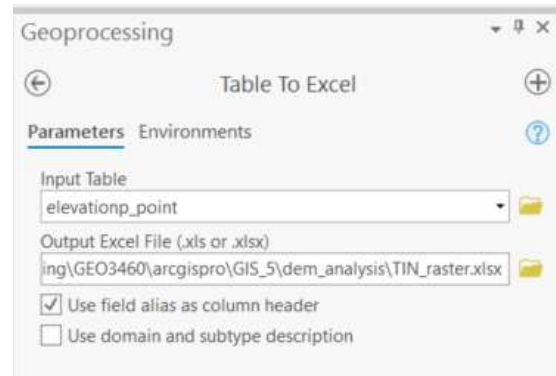 Geoprocessing
Table To Excel
Parameters Environments
Input Table
elevationp_point
Output Excel File (.xls or .xlsx)
ing\GEO3460\arcgispro\GIS_5\dem_analysis\TIN_raster.xlsx
Use field alias as column header
Use domain and subtype description